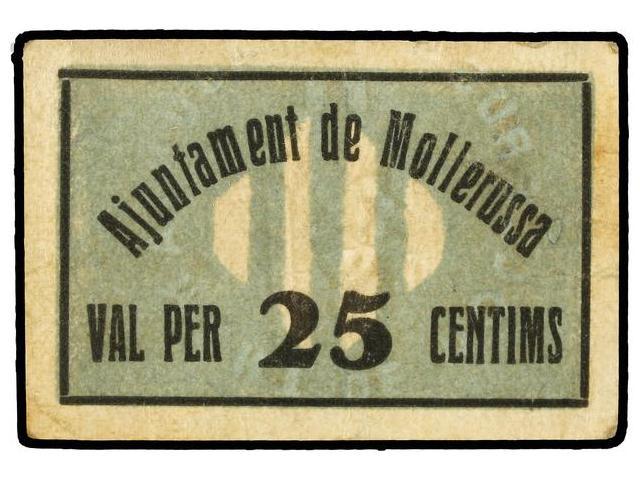 Ajuntament de Mollerussa
VAL PER 25 CENTIMS